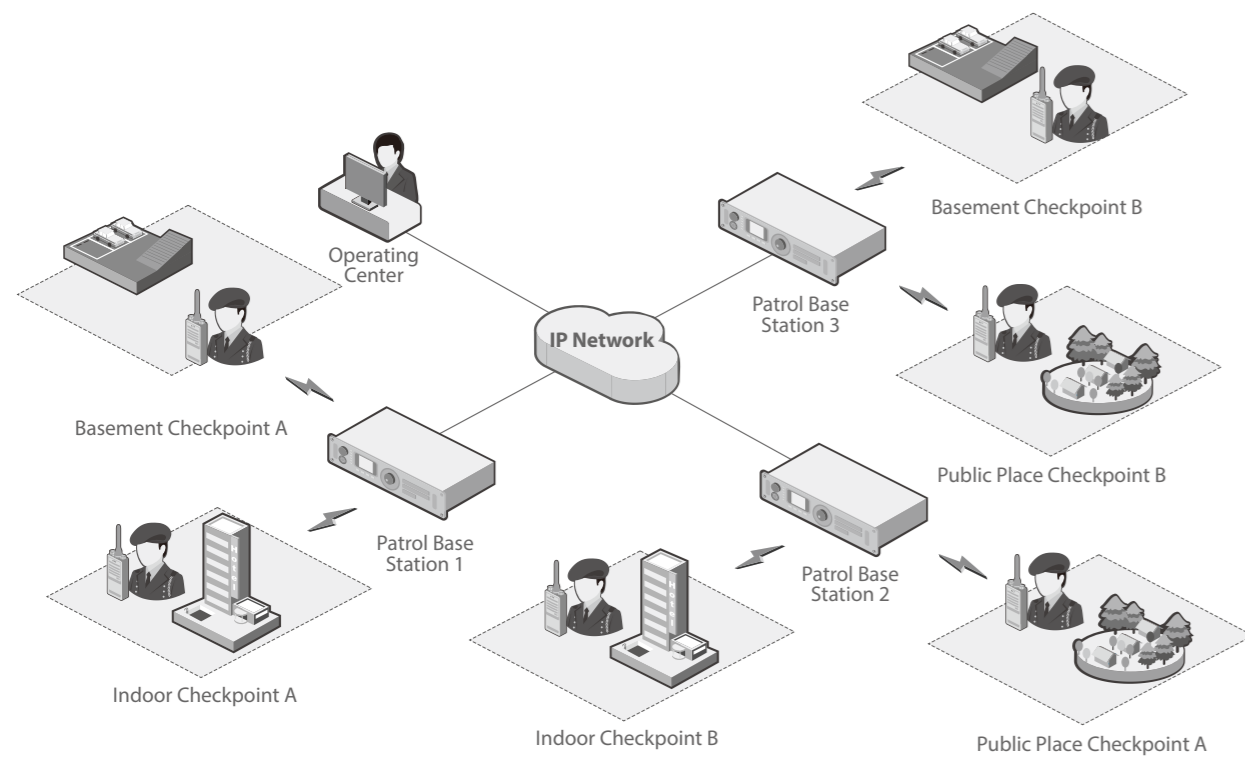 Basement Checkpoint B
Operating
Center
Patrol Base
Station 3
IP Network
Basement Checkpoint A
Public Place Checkpoint B
Patrol Base
Station 1
Patrol Base
Station 2
Indoor Checkpoint A
Indoor Checkpoint B
Public Place Checkpoint A